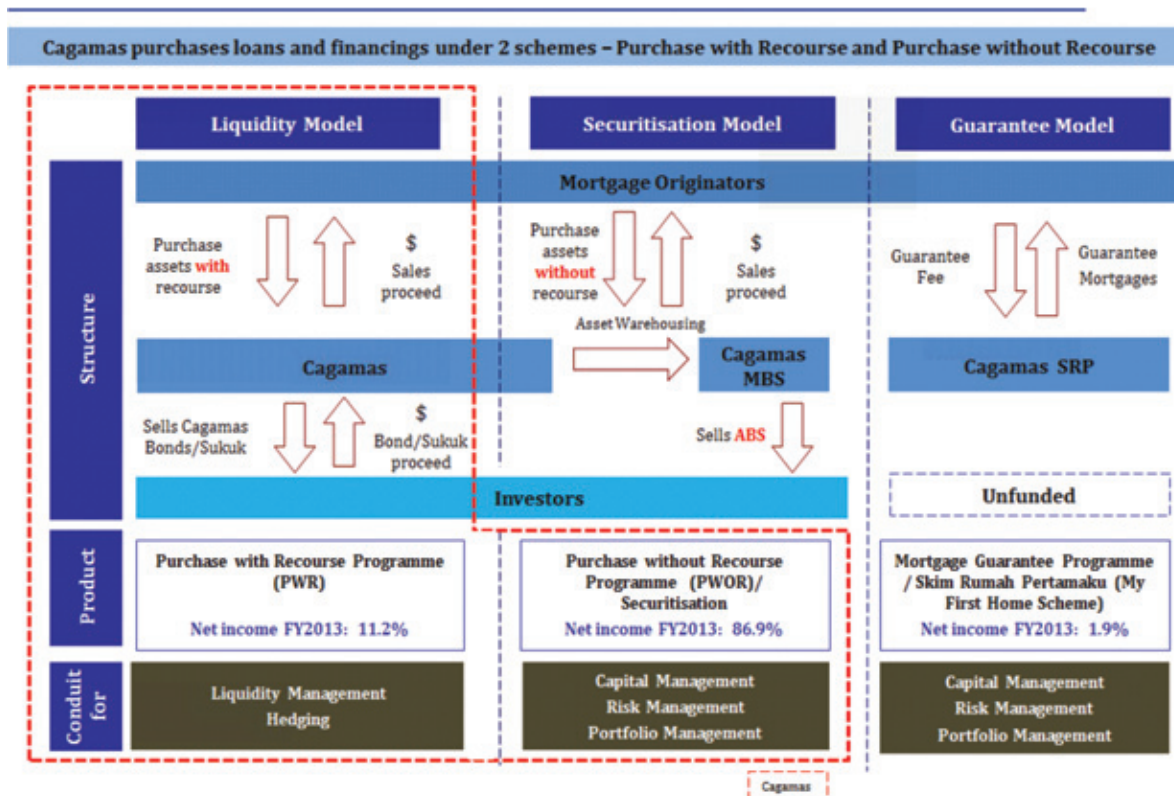 Cagamas purchases loans and financings under 2 schemes – Purchase with Recourse and Purchase without Recourse
Liquidity Model
Securitisation Model
Guarantee Model
Structure
Mortgage Originators
Purchase
assets with
recourse
$
Sales
proceed
Purchase
assets
without
recourse
$
Sales
proceed
Guarantee
Fee
Guarantee
Mortgages
Asset Warehousing
Cagamas
Cagamas
MBS
Cagamas SRP
Sells Cagamas
Bonds/Sukuk
$
Bond/Sukuk
proceed
Sells ABS
Investors
Unfunded
Product
Purchase with Recourse Programme
(PWR)
Net income FY2013: 11.2%
Purchase without Recourse
Programme (PWOR)/
Securitisation
Net income FY2013: 86.9%
Mortgage Guarantee Programme
/ Skim Rumah Pertamaku (My
First Home Scheme)
Net income FY2013: 1.9%
Conduit
for
Liquidity Management
Hedging
Capital Management
Risk Management
Portfolio Management
Capital Management
Risk Management
Portfolio Management
Cagamas